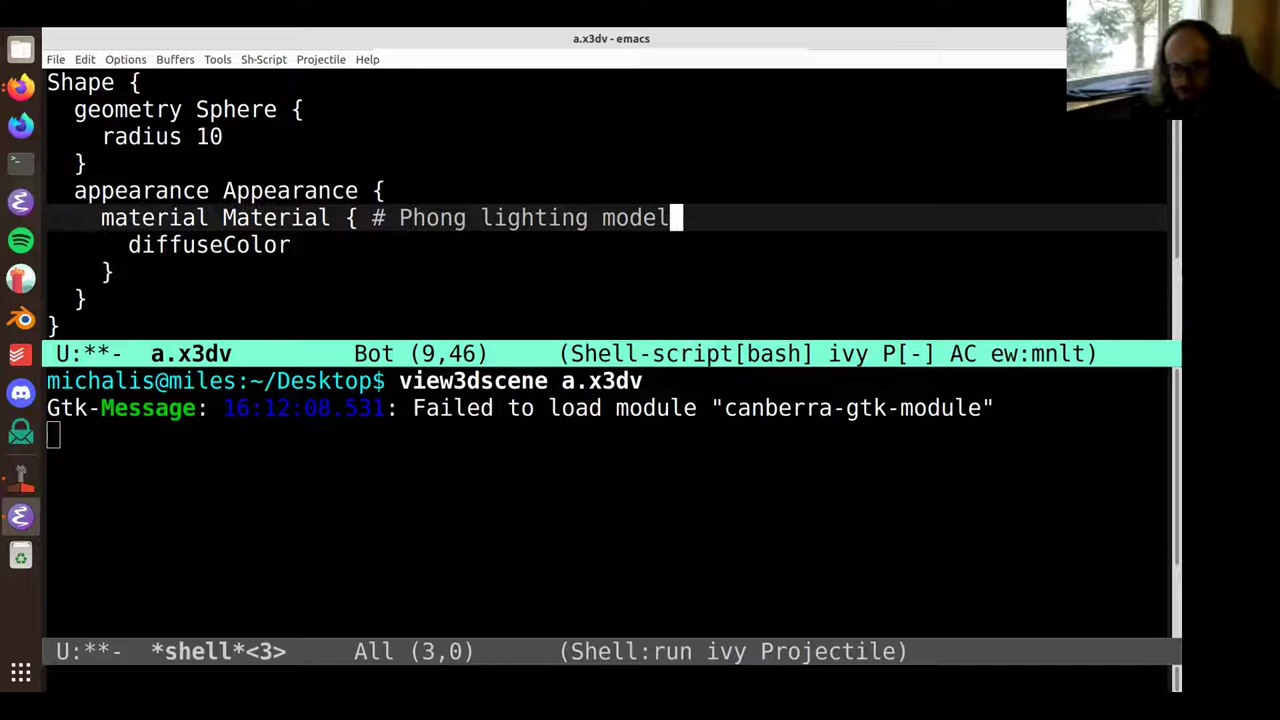 a.x3dv - emacs
File Edit Options Buffers Tools Sh-Script Projectile Help
Shape {
geometry Sphere {
radius 10
}
appearance Appearance {
material Material { # Phong lighting model
diffuseColor
}
}
}
U:**- a.x3dv Bot (9,46) (Shell-script[bash] ivy P[-] AC ew:mnlt)
michalis@miles:~/Desktop$ view3dscene a.x3dv
Gtk-Message: 16:12:08.531: Failed to load module "canberra-gtk-module"
U:**- *shell*<3> All (3,0) (Shell:run ivy Projectile)